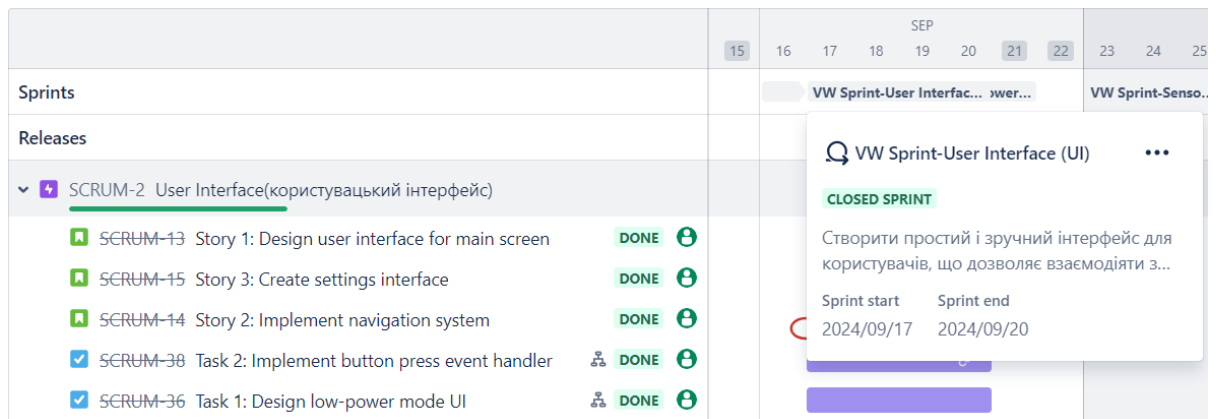 SEP
15 16 17 18 19 20 21 22 23 24 25
Sprints
VW Sprint-User Interfac... ower... VW Sprint-Senso...
Releases
VW Sprint-User Interface (UI)
CLOSED SPRINT
Створити простий і зручний інтерфейс для
користувачів, що дозволяє взаємодіяти з...
Sprint start Sprint end
2024/09/17 2024/09/20
SCRUM-2 User Interface(користувацький інтерфейс)
SCRUM-13 Story 1: Design user interface for main screen DONE
SCRUM-15 Story 3: Create settings interface DONE
SCRUM-14 Story 2: Implement navigation system DONE
SCRUM-38 Task 2: Implement button press event handler DONE
SCRUM-36 Task 1: Design low-power mode UI DONE